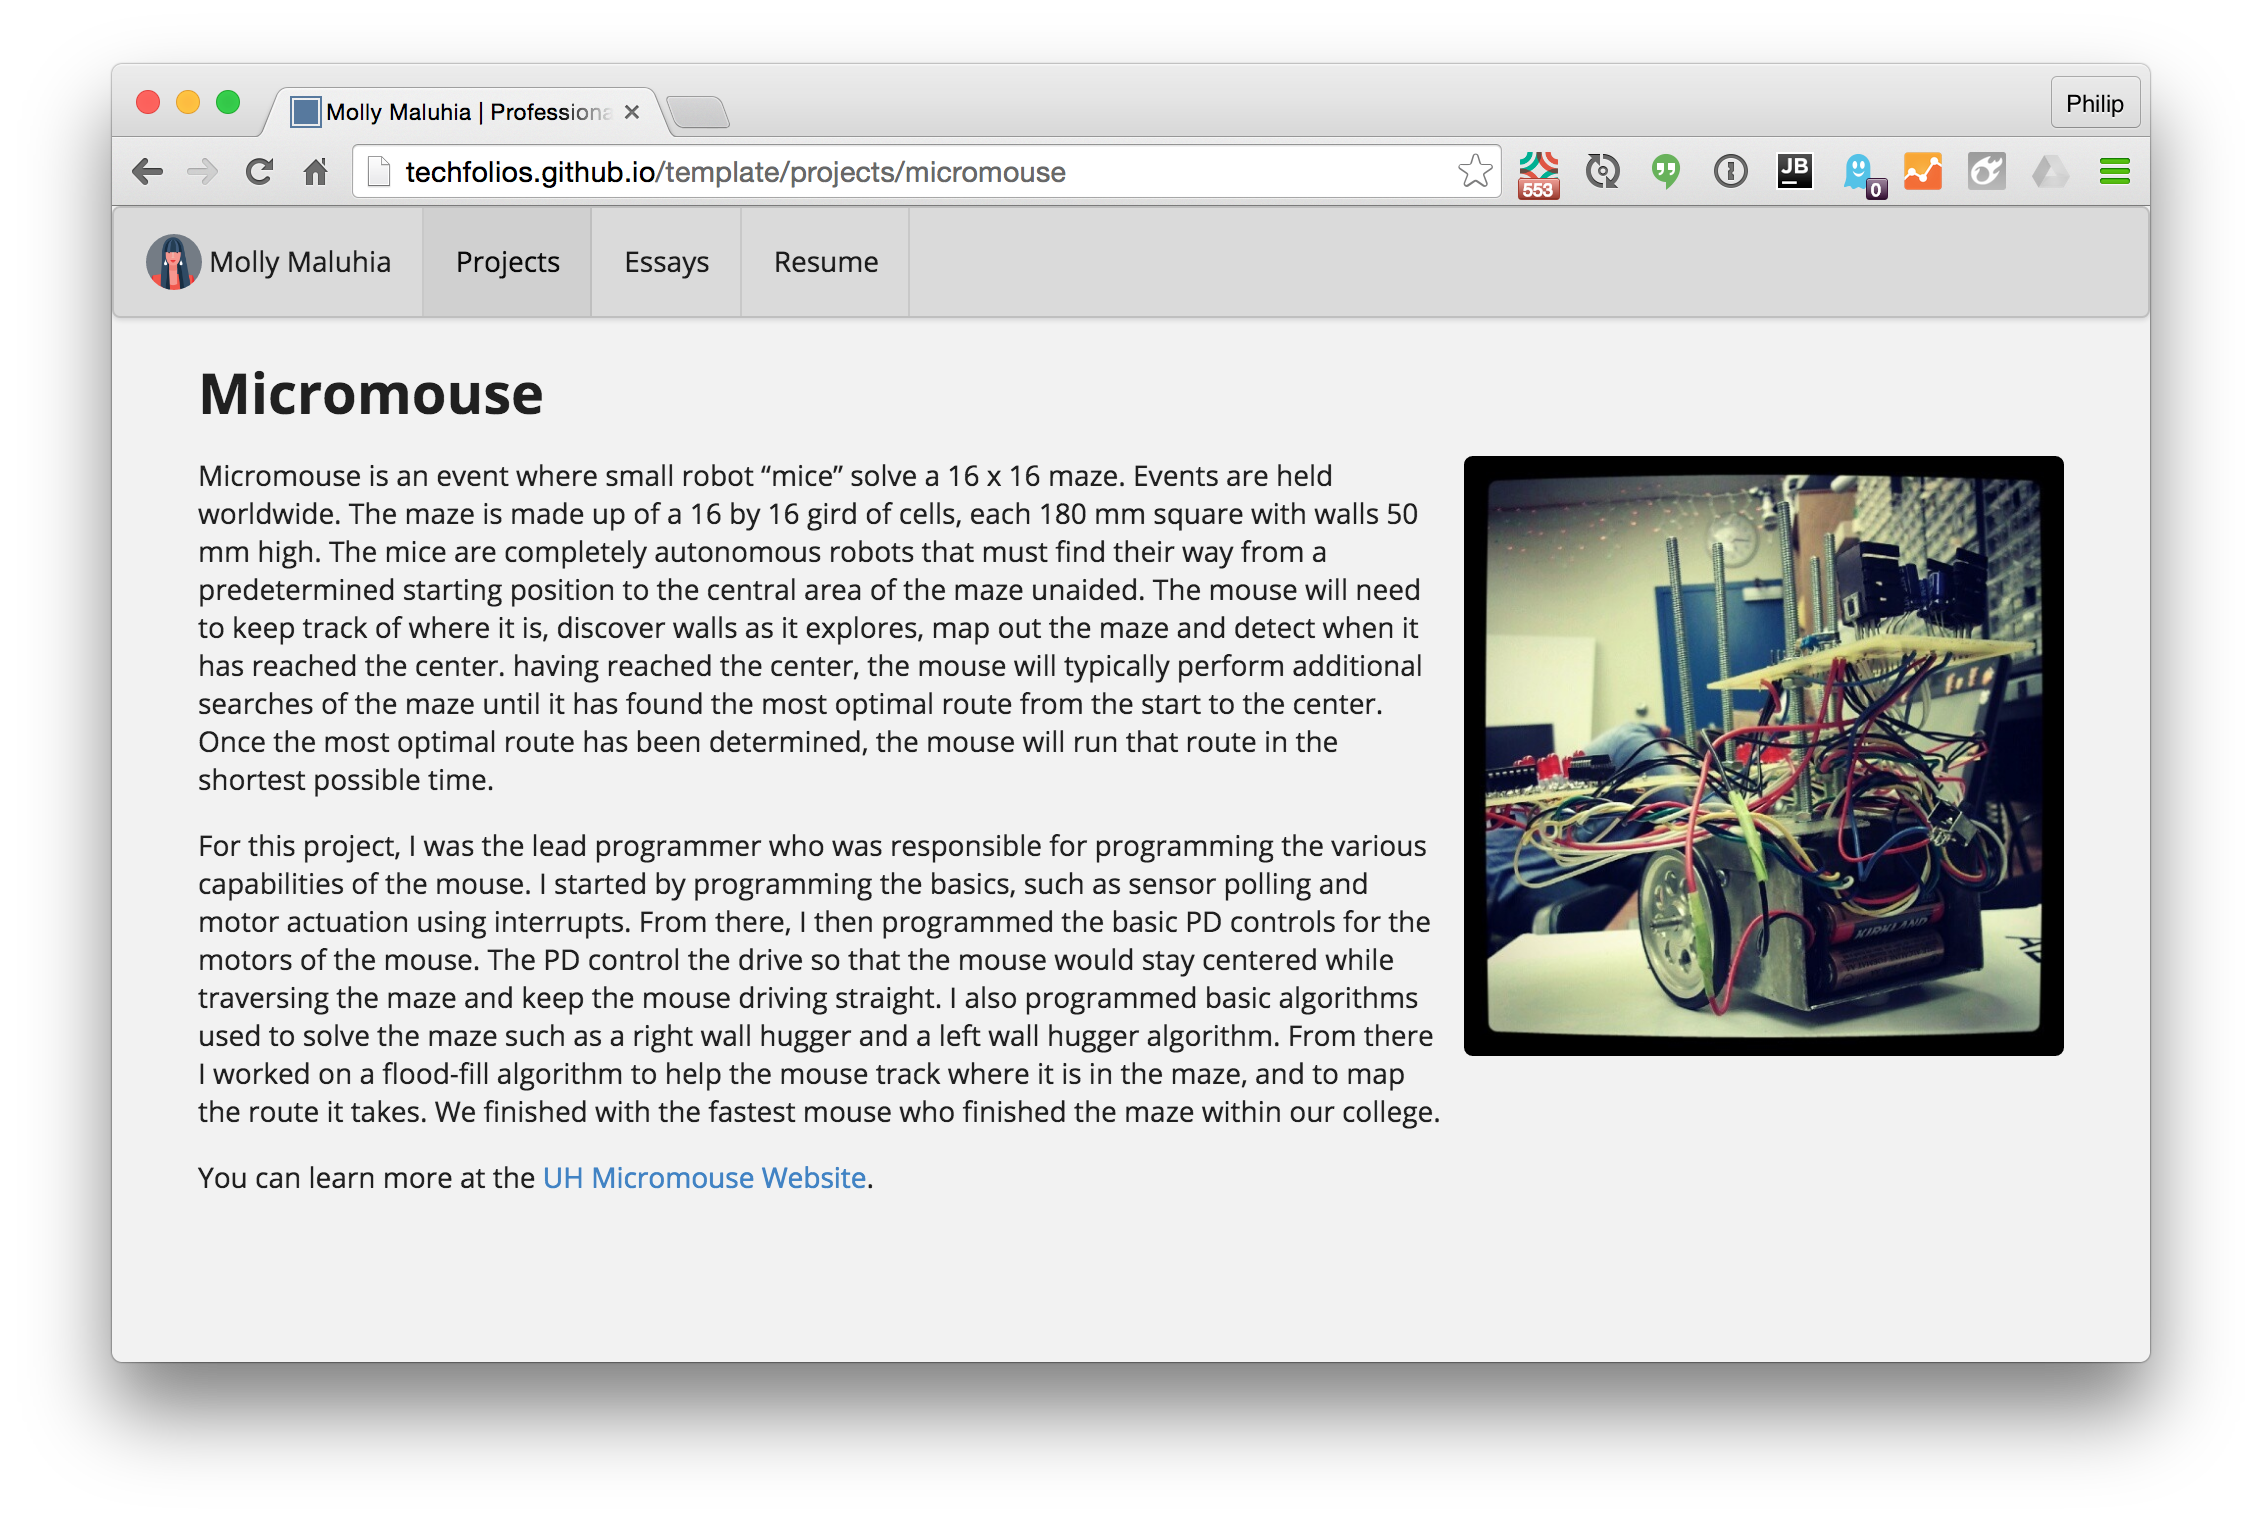 Molly Maluhia | Professiona
Philip
techfolios.github.io/template/projects/micromouse
553
JB
0
Molly Maluhia
Projects
Essays
Resume
Micromouse
Micromouse is an event where small robot “mice” solve a 16 x 16 maze. Events are held
worldwide. The maze is made up of a 16 by 16 gird of cells, each 180 mm square with walls 50
mm high. The mice are completely autonomous robots that must find their way from a
predetermined starting position to the central area of the maze unaided. The mouse will need
to keep track of where it is, discover walls as it explores, map out the maze and detect when it
has reached the center. having reached the center, the mouse will typically perform additional
searches of the maze until it has found the most optimal route from the start to the center.
Once the most optimal route has been determined, the mouse will run that route in the
shortest possible time.
For this project, I was the lead programmer who was responsible for programming the various
capabilities of the mouse. I started by programming the basics, such as sensor polling and
motor actuation using interrupts. From there, I then programmed the basic PD controls for the
motors of the mouse. The PD control the drive so that the mouse would stay centered while
traversing the maze and keep the mouse driving straight. I also programmed basic algorithms
used to solve the maze such as a right wall hugger and a left wall hugger algorithm. From there
I worked on a flood-fill algorithm to help the mouse track where it is in the maze, and to map
the route it takes. We finished with the fastest mouse who finished the maze within our college.
You can learn more at the UH Micromouse Website.
KIRKLAND